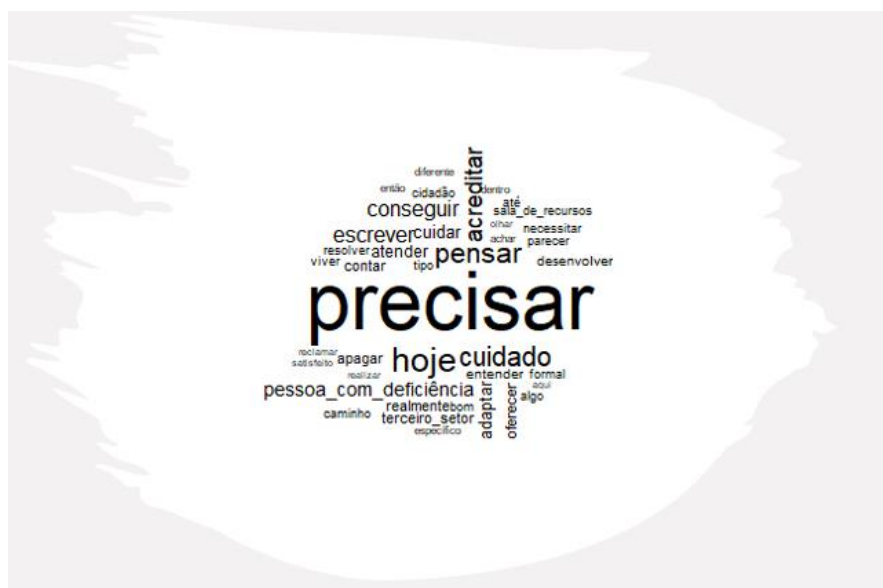 diferente
então cidadão dentro
conseguir acreditar até
sala_de_recursos
escrever cuidar olhar necessitar
achar parecer
resolver atender pensar
viver contar tipo desenvolver
precisar
reclamar apagar hoje cuidado
satisfeito
realizar entender formal
pessoa_com_deficiência aqui
adaptar oferecer algo
realmente bom
caminho terceiro_setor
específico